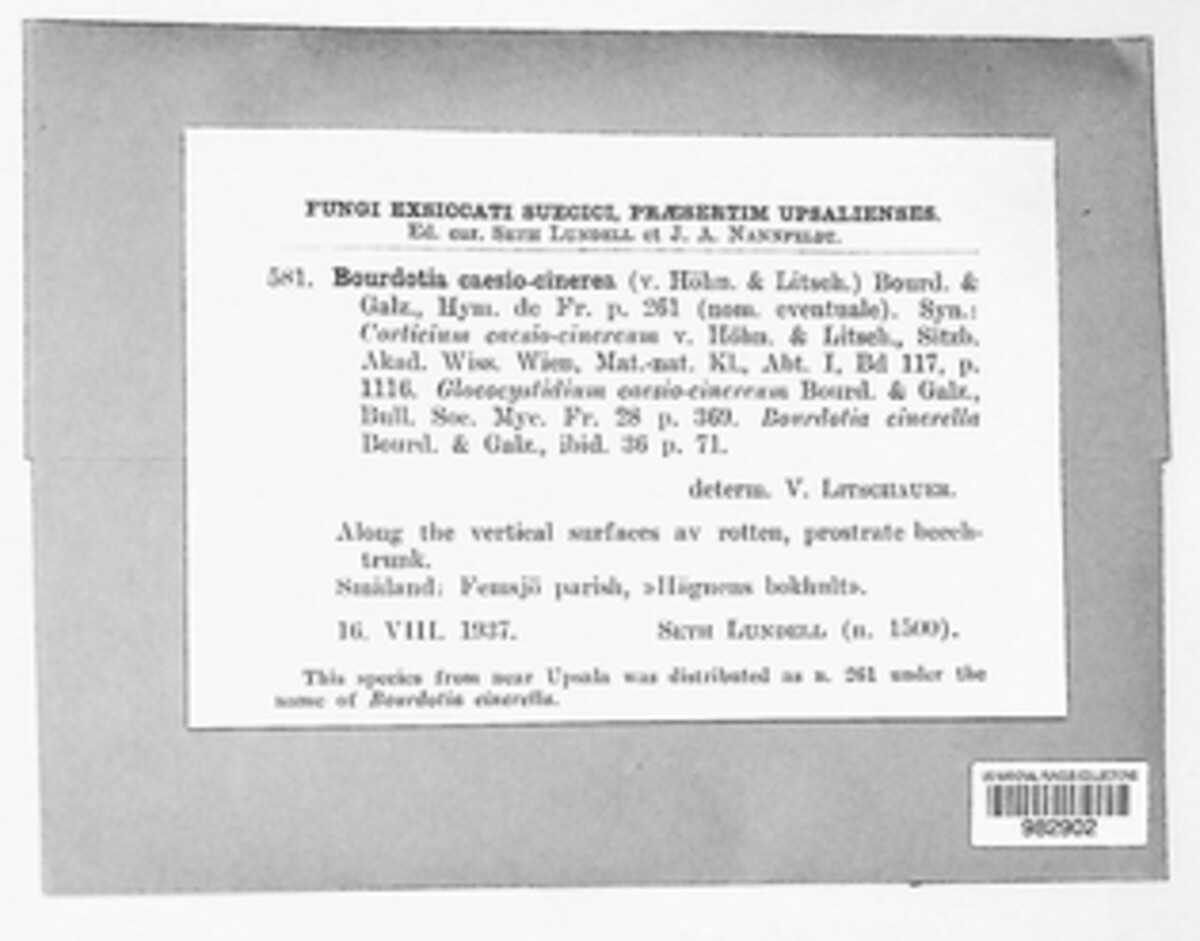 FUNGI EXSICCATI SUECICI, PRÆSERTIM UPSALIENSES.
Ed. cur. SETH LUNDELL et J. A. NANNFELDT.
581. Bourdotia caesio-cinerea (v. Höhn. & Litsch.) Bourd. &
Galz., Hym. de Fr. p. 261 (nom. eventuale). Syn.:
Corticium caesio-cinereum v. Höhn. & Litsch., Sitzb.
Akad. Wiss. Wien, Mat.-nat. Kl., Abt. I, Bd 117, p.
1116. Gloeocystidium caesio-cinereum Bourd. & Galz.,
Bull. Soc. Myc. Fr. 28 p. 369. Bourdotia cinerella
Bourd. & Galz., ibid. 36 p. 71.
determ. V. LITSCHAUER.
Along the vertical surfaces av rotten, prostrate beech-
trunk.
Småland: Femsjö parish, »Hägnens bokhult».
16. VIII. 1937. SETH LUNDELL (n. 1500).
This species from near Upsala was distributed as n. 261 under the
name of Bourdotia cinerella.
US NATIONAL FUNGUS COLLECTIONS
982902